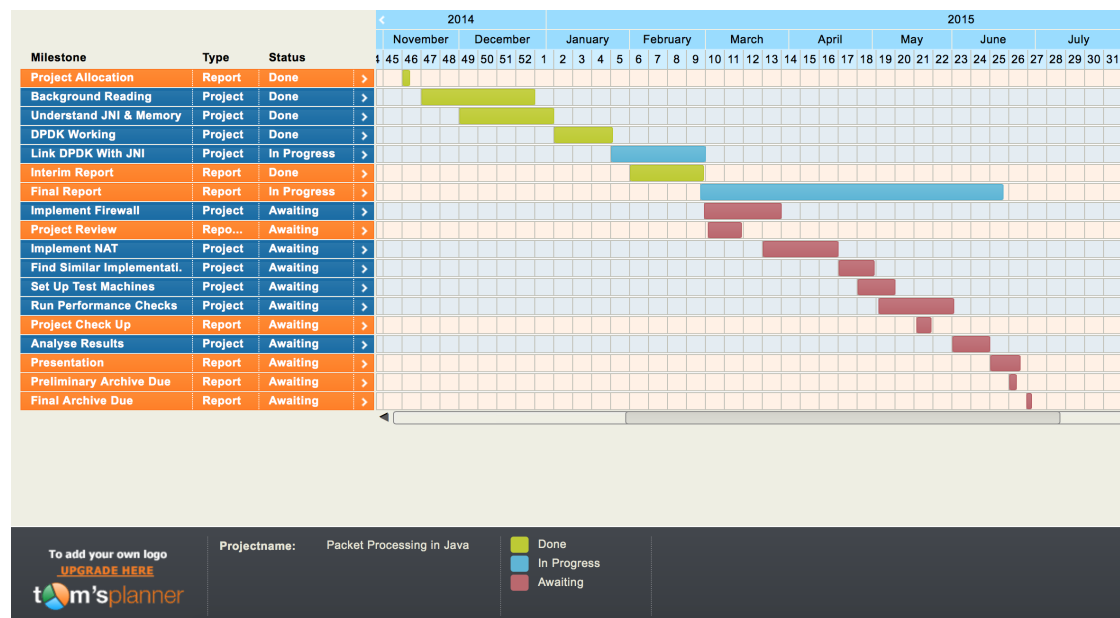 2014 2015
November December January February March April May June July
Milestone Type Status
4 45 46 47 48 49 50 51 52 1 2 3 4 5 6 7 8 9 10 11 12 13 14 15 16 17 18 19 20 21 22 23 24 25 26 27 28 29 30 31
Project Allocation Report Done
Background Reading Project Done
Understand JNI & Memory Project Done
DPDK Working Project Done
Link DPDK With JNI Project In Progress
Interim Report Report Done
Final Report Report In Progress
Implement Firewall Project Awaiting
Project Review Repo... Awaiting
Implement NAT Project Awaiting
Find Similar Implementati. Project Awaiting
Set Up Test Machines Project Awaiting
Run Performance Checks Project Awaiting
Project Check Up Report Awaiting
Analyse Results Project Awaiting
Presentation Report Awaiting
Preliminary Archive Due Report Awaiting
Final Archive Due Report Awaiting
To add your own logo
UPGRADE HERE
tom'splanner
Projectname: Packet Processing in Java
Done
In Progress
Awaiting